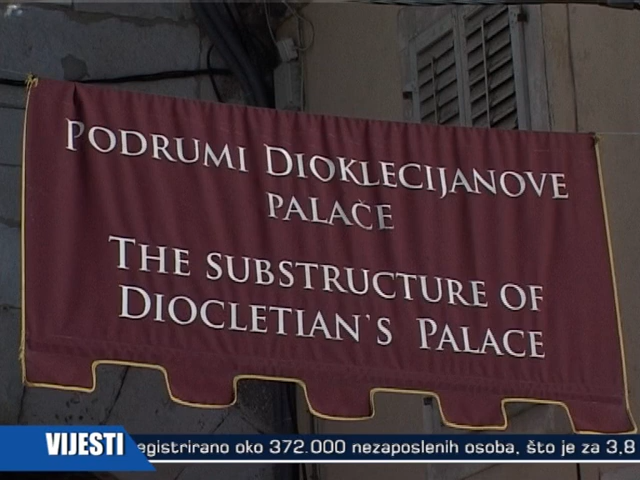 PODRUMI DIOKLECIJANOVE
PALAČE
THE SUBSTRUCTURE OF
DIOCLETIAN'S PALACE
VIJESTI
egistrirano oko 372.000 nezaposlenih osoba, što je za 3,8